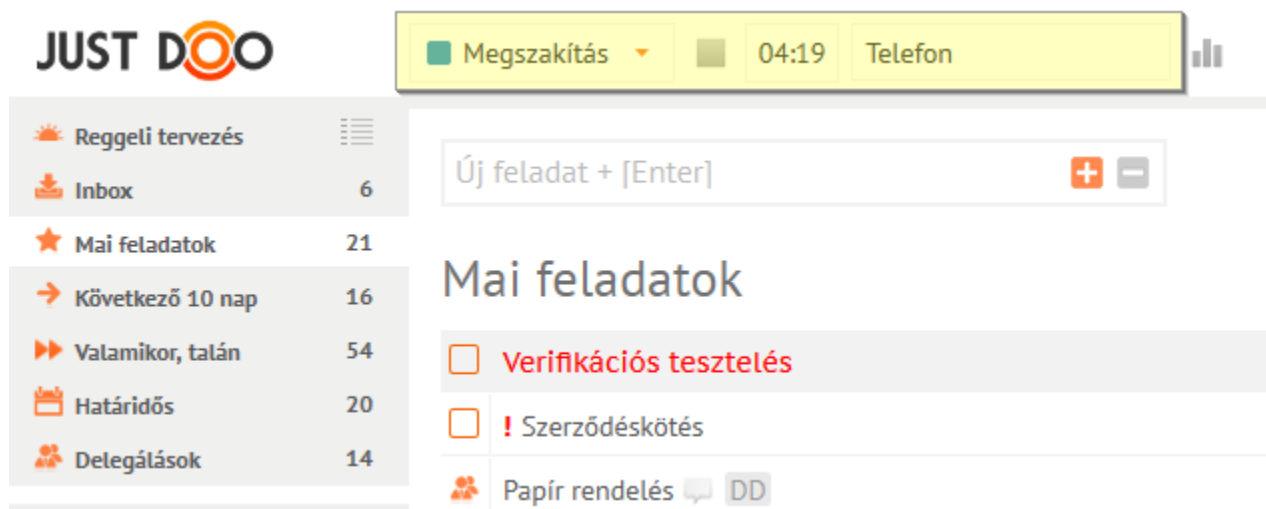 JUST DOO
Megszakítás 04:19 Telefon
Reggeli tervezés
Inbox 6
Mai feladatok 21
Következő 10 nap 16
Valamikor, talán 54
Határidős 20
Delegálások 14
Új feladat + [Enter]
Mai feladatok
Verifikációs tesztelés
! Szerződéskötés
Papír rendelés DD